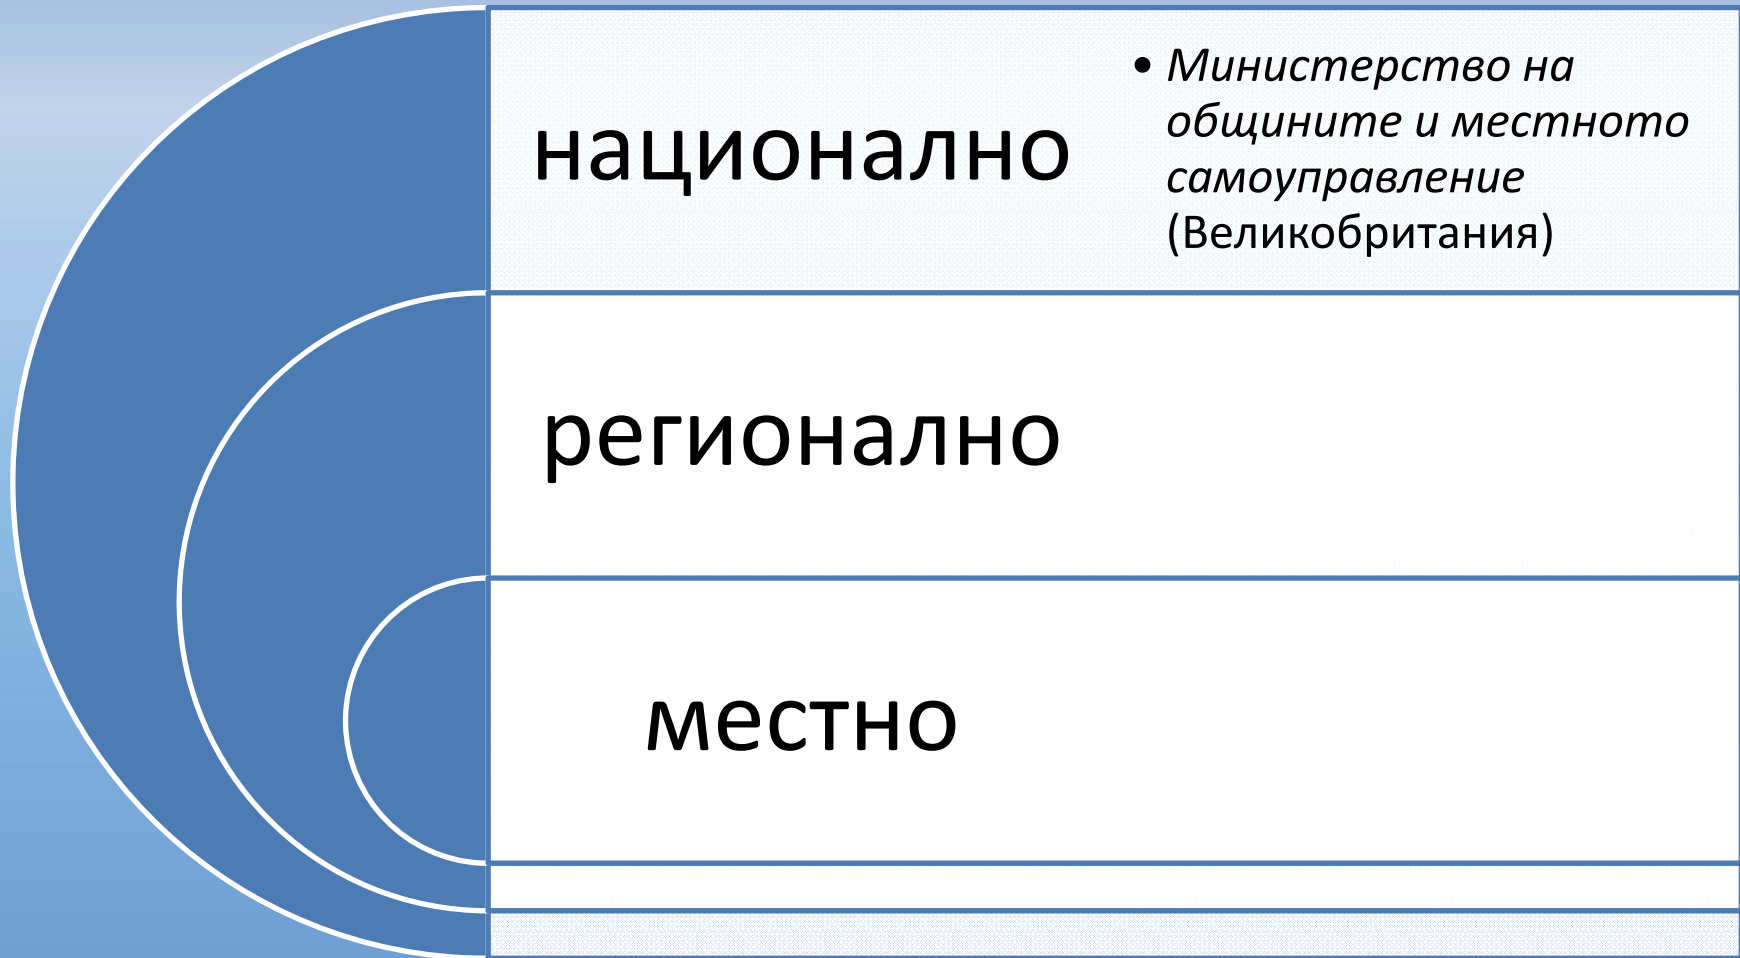 национално
• Министерство на
общините и местното
самоуправление
(Великобритания)
регионално
местно